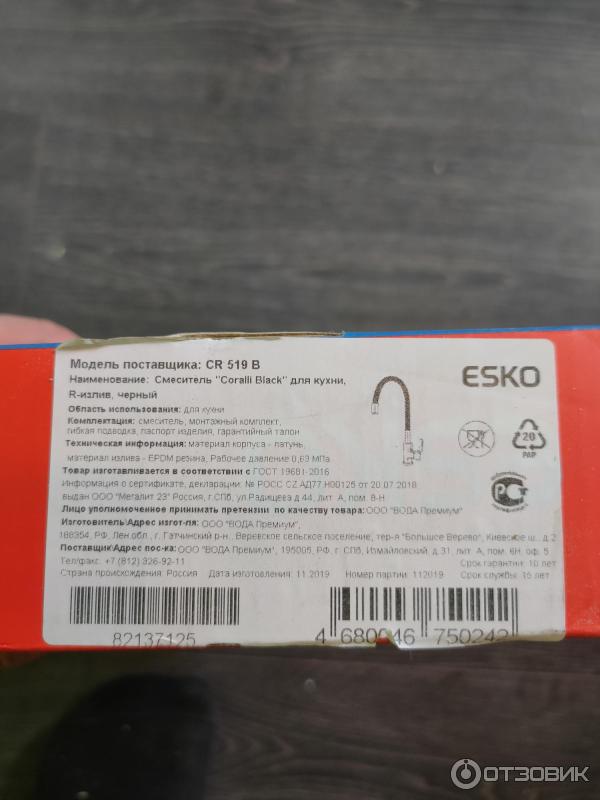 Модель поставщика: CR 519 B
ESKO
Наименование: Смеситель "Coralli Black" для кухни,
R-излив, черный
Область использования: для кухни
Комплектация: смеситель, монтажный комплект,
гибкая подводка, паспорт изделия, гарантийный талон
Техническая информация: материал корпуса - латунь,
материал излива - EPDM резина, Рабочее давление 0,63 МПа
20
PAP
Товар изготавливается в соответствии с ГОСТ 19681-2016
Информация о сертификате, декларации: № РОСС CZ.АД77.Н00125 от 20.07.2018
выдан ООО "Мегалит 23" Россия, г.СПб, ул.Радищева д.44, лит. А, пом. 8-Н
Лицо уполномоченное принимать претензии по качеству товара: ООО "ВОДА Премиум"
Изготовитель\Адрес изгот-ля: ООО "ВОДА Премиум",
188354, РФ, Лен.обл., г. Гатчинский р-н., Веревское сельское поселение, тер-я "Большое Верево", Киевское ш., д.2
Поставщик\Адрес пос-ка: ООО "ВОДА Премиум", 195005, РФ, г. СПб, Измайловский, д.31, лит. А, пом. 6Н, оф. 5
Тел/факс: +7 (812) 326-92-11
Срок гарантии: 10 лет
Страна происхождения: Россия Дата изготовления: 11.2019 Номер партии: 112019 Срок службы: 15 лет
82137125
4 680046 750242
ОТЗОВИК